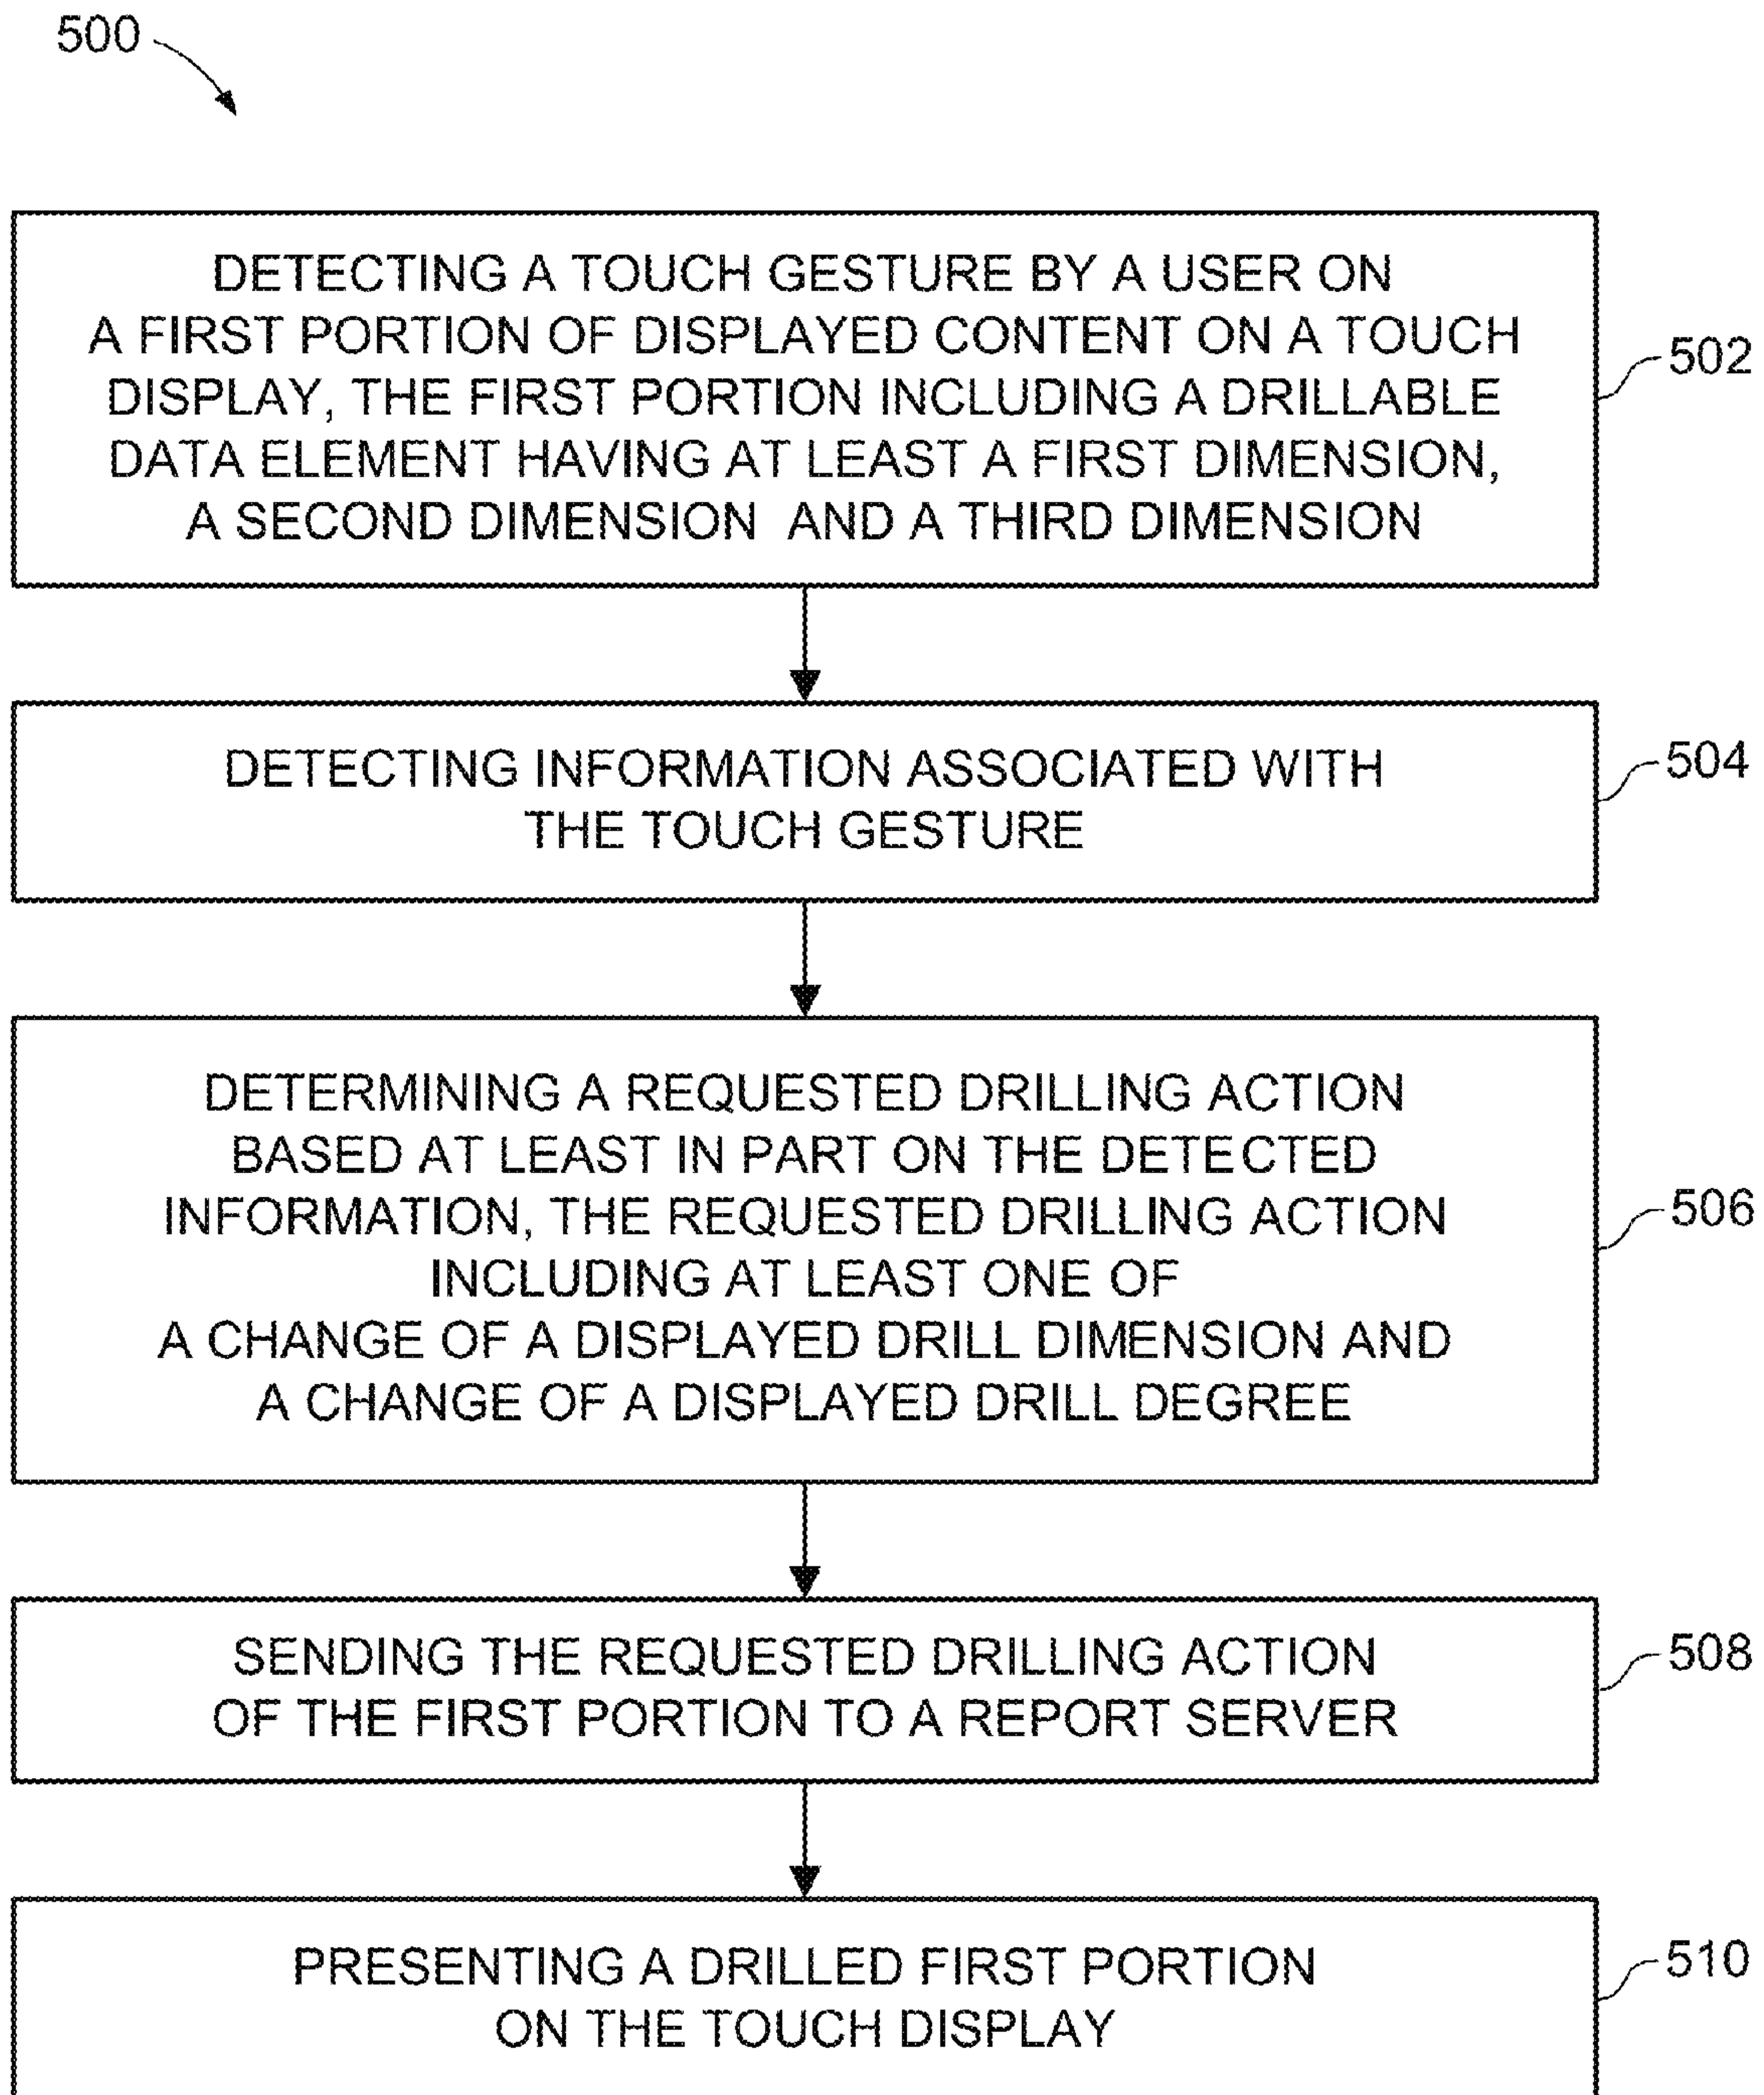 500
DETECTING A TOUCH GESTURE BY A USER ON
A FIRST PORTION OF DISPLAYED CONTENT ON A TOUCH
DISPLAY, THE FIRST PORTION INCLUDING A DRILLABLE
DATA ELEMENT HAVING AT LEAST A FIRST DIMENSION,
A SECOND DIMENSION AND A THIRD DIMENSION
502
DETECTING INFORMATION ASSOCIATED WITH
THE TOUCH GESTURE
504
DETERMINING A REQUESTED DRILLING ACTION
BASED AT LEAST IN PART ON THE DETECTED
INFORMATION, THE REQUESTED DRILLING ACTION
INCLUDING AT LEAST ONE OF
A CHANGE OF A DISPLAYED DRILL DIMENSION AND
A CHANGE OF A DISPLAYED DRILL DEGREE
506
SENDING THE REQUESTED DRILLING ACTION
OF THE FIRST PORTION TO A REPORT SERVER
508
PRESENTING A DRILLED FIRST PORTION
ON THE TOUCH DISPLAY
510